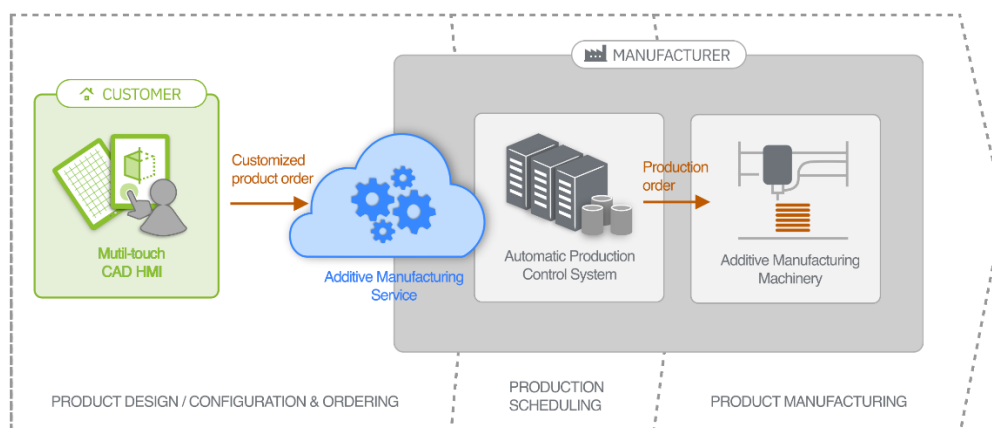 MANUFACTURER
CUSTOMER
Customized
product order
Production
order
Mutil-touch
CAD HMI
Additive Manufacturing
Service
Automatic Production
Control System
Additive Manufacturing
Machinery
PRODUCT DESIGN / CONFIGURATION & ORDERING
PRODUCTION
SCHEDULING
PRODUCT MANUFACTURING